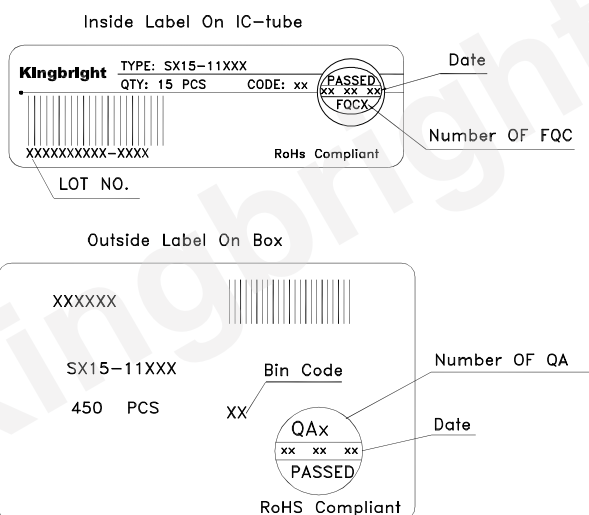 Inside Label On IC-tube
Kingbright
TYPE: SX15-11XXX
QTY: 15 PCS CODE: xx
PASSED
xx xx xx
FQCX
Date
Number OF FQC
XXXXXXXXXX-XXXX
RoHs Compliant
LOT NO.
Outside Label On Box
XXXXXX
SX15-11XXX
450 PCS
Bin Code
XX
Number OF QA
QAx
xx xx xx
PASSED
Date
RoHS Compliant
Kingbright